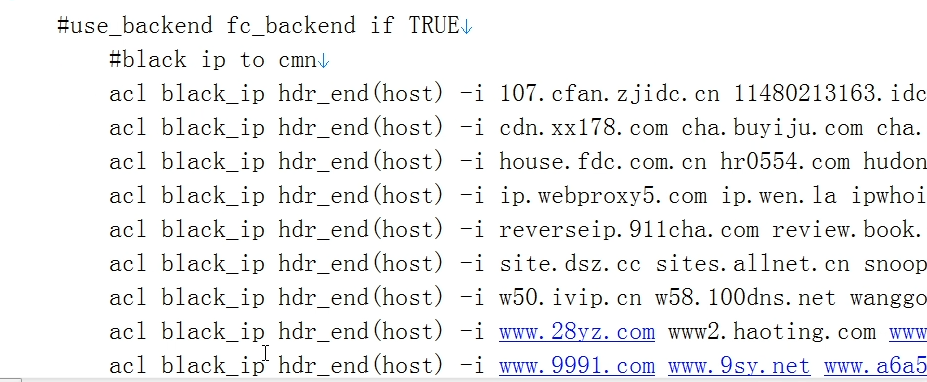 #use_backend fc_backend if TRUE↓
#black ip to cmn↓
acl black_ip hdr_end(host) -i 107.cfan.zjidc.cn 11480213163.idc
acl black_ip hdr_end(host) -i cdn.xx178.com cha.buyiju.com cha.
acl black_ip hdr_end(host) -i house.fdc.com.cn hr0554.com hudon
acl black_ip hdr_end(host) -i ip.webproxy5.com ip.wen.la ipwhoi
acl black_ip hdr_end(host) -i reverseip.911cha.com review.book.
acl black_ip hdr_end(host) -i site.dsz.cc sites.allnet.cn snoop
acl black_ip hdr_end(host) -i w50.ivip.cn w58.100dns.net wanggo
acl black_ip hdr_end(host) -i www.28yz.com www2.haoting.com www
acl black_ip hdr_end(host) -i www.9991.com www.9sy.net www.a6a5